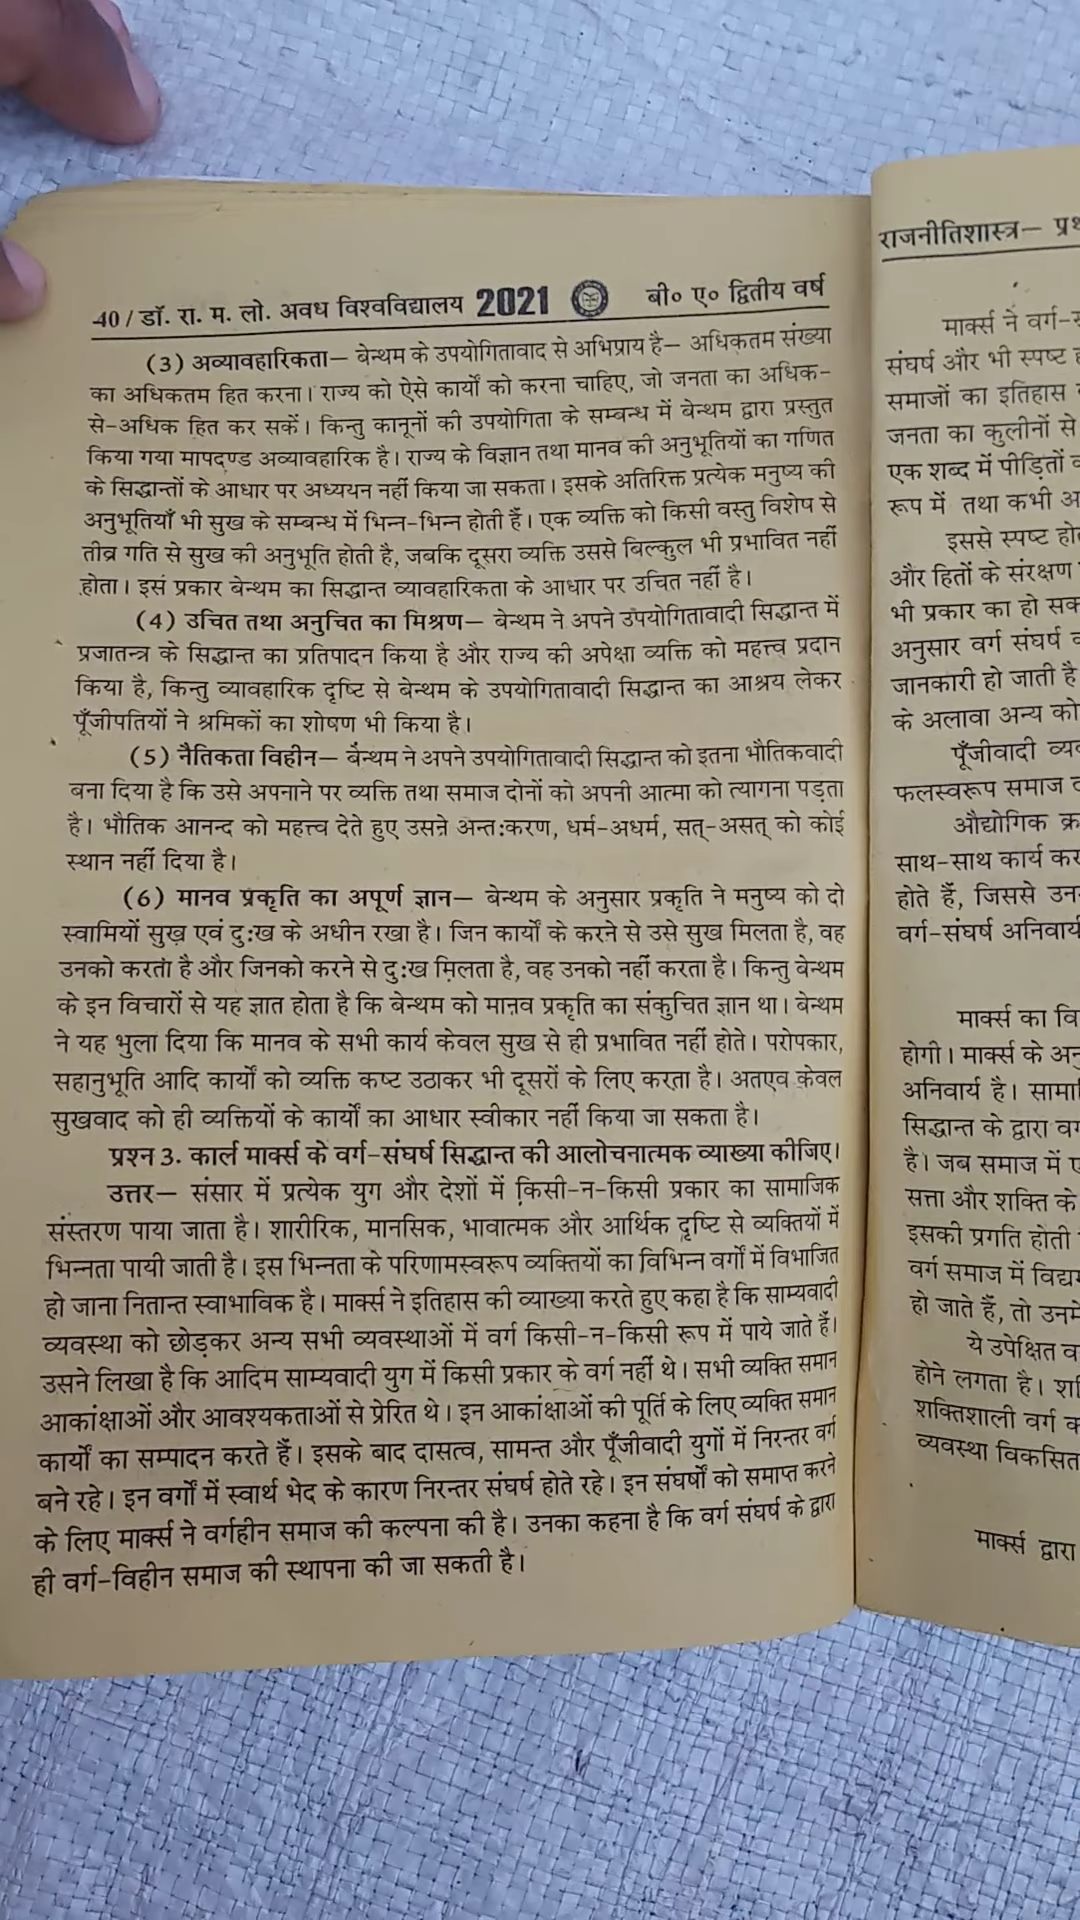 40 / डॉ. रा. म. लो. अवध विश्वविद्यालय 2021 बी० ए० द्वितीय वर्ष
(3) अव्यावहारिकता— बेन्थम के उपयोगितावाद से अभिप्राय है— अधिकतम संख्या
का अधिकतम हित करना। राज्य को ऐसे कार्यों को करना चाहिए, जो जनता का अधिक-
से-अधिक हित कर सकें। किन्तु कानूनों की उपयोगिता के सम्बन्ध में बेन्थम द्वारा प्रस्तुत
किया गया मापदण्ड अव्यावहारिक है। राज्य के विज्ञान तथा मानव की अनुभूतियों का गणित
के सिद्धान्तों के आधार पर अध्ययन नहीं किया जा सकता। इसके अतिरिक्त प्रत्येक मनुष्य की
अनुभूतियाँ भी सुख के सम्बन्ध में भिन्न-भिन्न होती हैं। एक व्यक्ति को किसी वस्तु विशेष से
तीव्र गति से सुख की अनुभूति होती है, जबकि दूसरा व्यक्ति उससे बिल्कुल भी प्रभावित नहीं
होता। इस प्रकार बेन्थम का सिद्धान्त व्यावहारिकता के आधार पर उचित नहीं है।
(4) उचित तथा अनुचित का मिश्रण— बेन्थम ने अपने उपयोगितावादी सिद्धान्त में
प्रजातन्त्र के सिद्धान्त का प्रतिपादन किया है और राज्य की अपेक्षा व्यक्ति को महत्त्व प्रदान
किया है, किन्तु व्यावहारिक दृष्टि से बेन्थम के उपयोगितावादी सिद्धान्त का आश्रय लेकर
पूँजीपतियों ने श्रमिकों का शोषण भी किया है।
(5) नैतिकता विहीन— बेन्थम ने अपने उपयोगितावादी सिद्धान्त को इतना भौतिकवादी
बना दिया है कि उसे अपनाने पर व्यक्ति तथा समाज दोनों को अपनी आत्मा को त्यागना पड़ता
है। भौतिक आनन्द को महत्त्व देते हुए उसने अन्त:करण, धर्म-अधर्म, सत्-असत् को कोई
स्थान नहीं दिया है।
(6) मानव प्रकृति का अपूर्ण ज्ञान— बेन्थम के अनुसार प्रकृति ने मनुष्य को दो
स्वामियों सुख एवं दु:ख के अधीन रखा है। जिन कार्यों के करने से उसे सुख मिलता है, वह
उनको करता है और जिनको करने से दु:ख मिलता है, वह उनको नहीं करता है। किन्तु बेन्थम
के इन विचारों से यह ज्ञात होता है कि बेन्थम को मानव प्रकृति का संकुचित ज्ञान था। बेन्थम
ने यह भुला दिया कि मानव के सभी कार्य केवल सुख से ही प्रभावित नहीं होते। परोपकार,
सहानुभूति आदि कार्यों को व्यक्ति कष्ट उठाकर भी दूसरों के लिए करता है। अतएव केवल
सुखवाद को ही व्यक्तियों के कार्यों का आधार स्वीकार नहीं किया जा सकता है।
प्रश्न 3. कार्ल मार्क्स के वर्ग-संघर्ष सिद्धान्त की आलोचनात्मक व्याख्या कीजिए।
उत्तर— संसार में प्रत्येक युग और देशों में किसी-न-किसी प्रकार का सामाजिक
संस्तरण पाया जाता है। शारीरिक, मानसिक, भावात्मक और आर्थिक दृष्टि से व्यक्तियों में
भिन्नता पायी जाती है। इस भिन्नता के परिणामस्वरूप व्यक्तियों का विभिन्न वर्गों में विभाजित
हो जाना नितान्त स्वाभाविक है। मार्क्स ने इतिहास की व्याख्या करते हुए कहा है कि साम्यवादी
व्यवस्था को छोड़कर अन्य सभी व्यवस्थाओं में वर्ग किसी-न-किसी रूप में पाये जाते हैं।
उसने लिखा है कि आदिम साम्यवादी युग में किसी प्रकार के वर्ग नहीं थे। सभी व्यक्ति समान
आकांक्षाओं और आवश्यकताओं से प्रेरित थे। इन आकांक्षाओं की पूर्ति के लिए व्यक्ति समान
कार्यों का सम्पादन करते हैं। इसके बाद दासत्व, सामन्त और पूँजीवादी युगों में निरन्तर वर्ग
बने रहे। इन वर्गों में स्वार्थ भेद के कारण निरन्तर संघर्ष होते रहे। इन संघर्षों को समाप्त करने
के लिए मार्क्स ने वर्गहीन समाज की कल्पना की है। उनका कहना है कि वर्ग संघर्ष के द्वारा
ही वर्ग-विहीन समाज की स्थापना की जा सकती है।
राजनीतिशास्त्र—
मार्क्स ने
संघर्ष और भी स्पष्ट
समाजों का इतिहास
जनता का कुलीनों से
एक शब्द में पीड़ितों
रूप में तथा कभी
इससे स्पष्ट
और हितों के संरक्षण
भी प्रकार का हो
अनुसार वर्ग संघर्ष
जानकारी हो जाती है
के अलावा अन्य
पूँजीवादी
फलस्वरूप समाज
औद्योगिक
साथ-साथ कार्य
होते हैं, जिससे
वर्ग-संघर्ष
मार्क्स का
होगी। मार्क्स के
अनिवार्य है।
सिद्धान्त के द्वारा
है। जब समाज में
सत्ता और शक्ति के
इसकी प्रगति होती
वर्ग समाज में
हो जाते हैं, तो
ये उपेक्षित
होने लगता है।
शक्तिशाली वर्ग
व्यवस्था
मार्क्स द्वारा